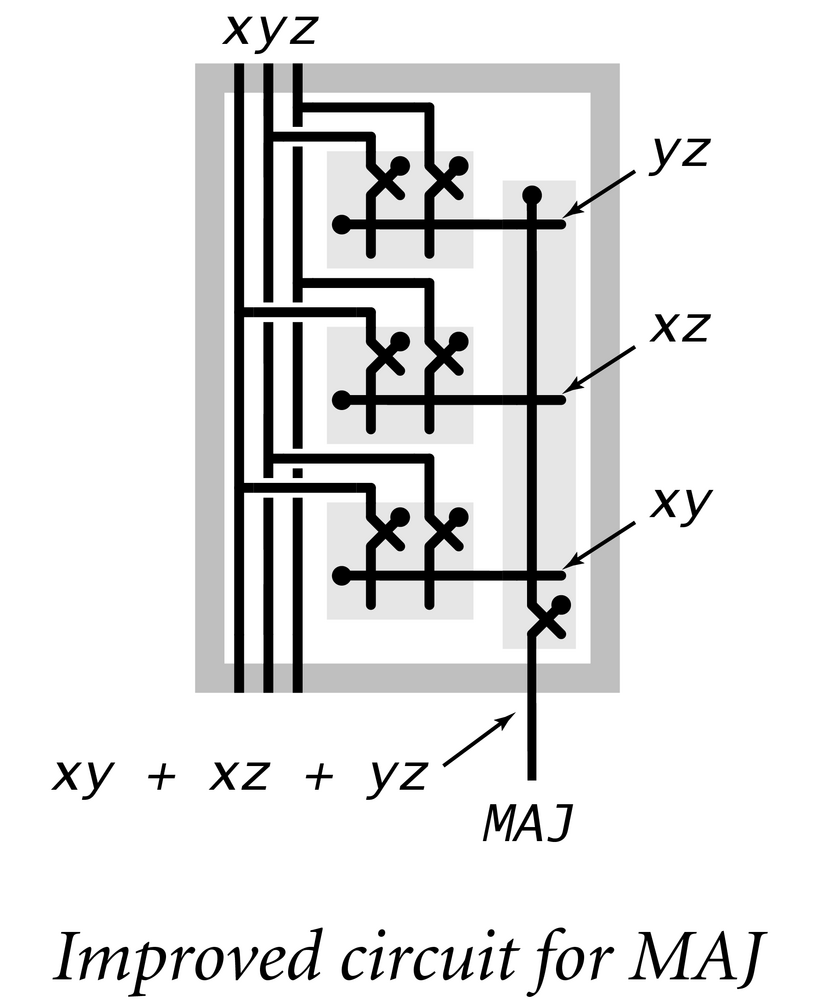 xyz
yz
xz
xy
xy + xz + yz
MAJ
Improved circuit for MAJ